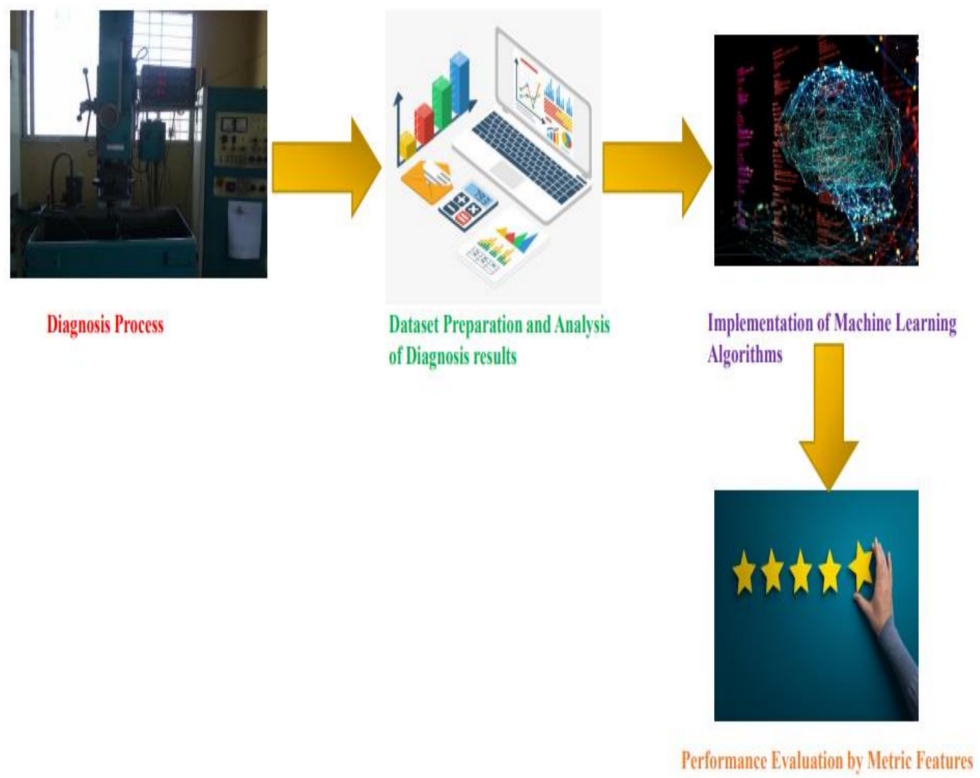 Diagnosis Process
Dataset Preparation and Analysis
of Diagnosis results
Implementation of Machine Learning
Algorithms
Performance Evaluation by Metric Features